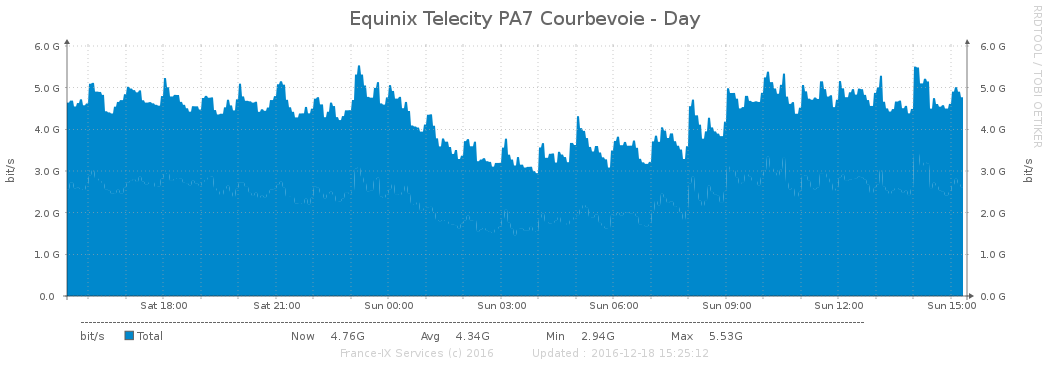 Equinix Telecity PA7 Courbevoie - Day
RRDTOOL / TOBI OETIKER
bit/s
6.0 G
5.0 G
4.0 G
3.0 G
2.0 G
1.0 G
0.0
6.0 G
5.0 G
4.0 G
3.0 G
2.0 G
1.0 G
0.0 G
bit/s
Sat 18:00 Sat 21:00 Sun 00:00 Sun 03:00 Sun 06:00 Sun 09:00 Sun 12:00 Sun 15:00
bit/s Total Now 4.76G Avg 4.34G Min 2.94G Max 5.53G
France-IX Services (c) 2016 Updated : 2016-12-18 15:25:12